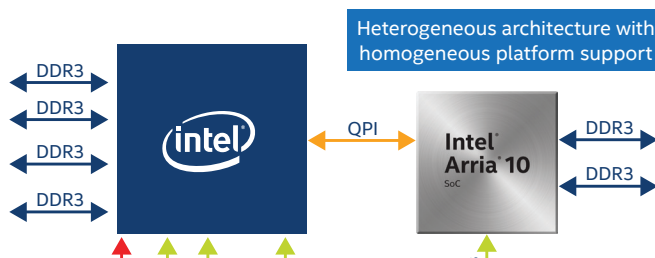 Heterogeneous architecture with
homogeneous platform support
DDR3
DDR3
DDR3
DDR3
intel®
QPI
Intel®
Arria® 10
SoC
DDR3
DDR3